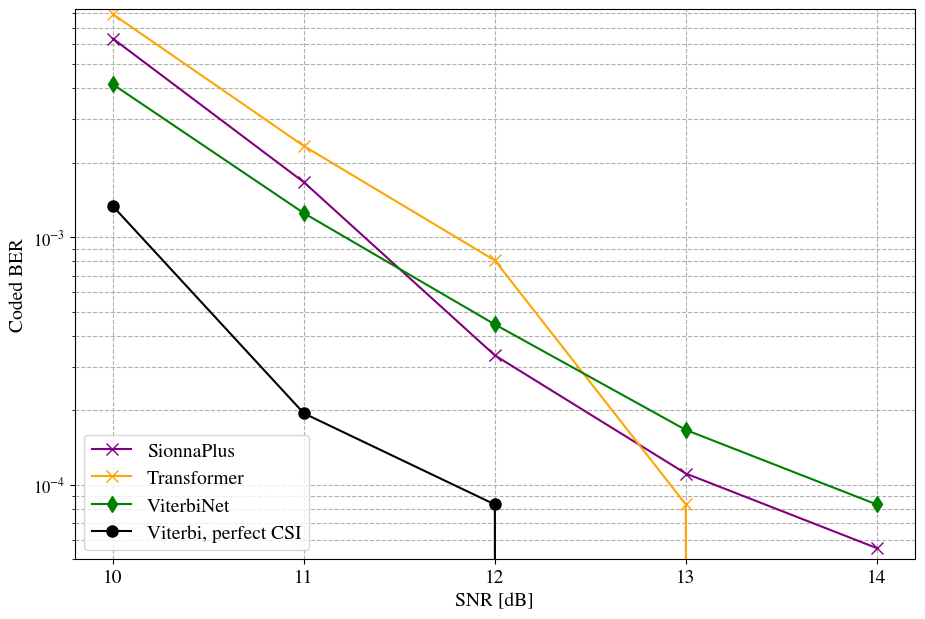 Coded BER
10⁻³
10⁻⁴
SionnaPlus
Transformer
ViterbiNet
Viterbi, perfect CSI
10 11 12 13 14
SNR [dB]